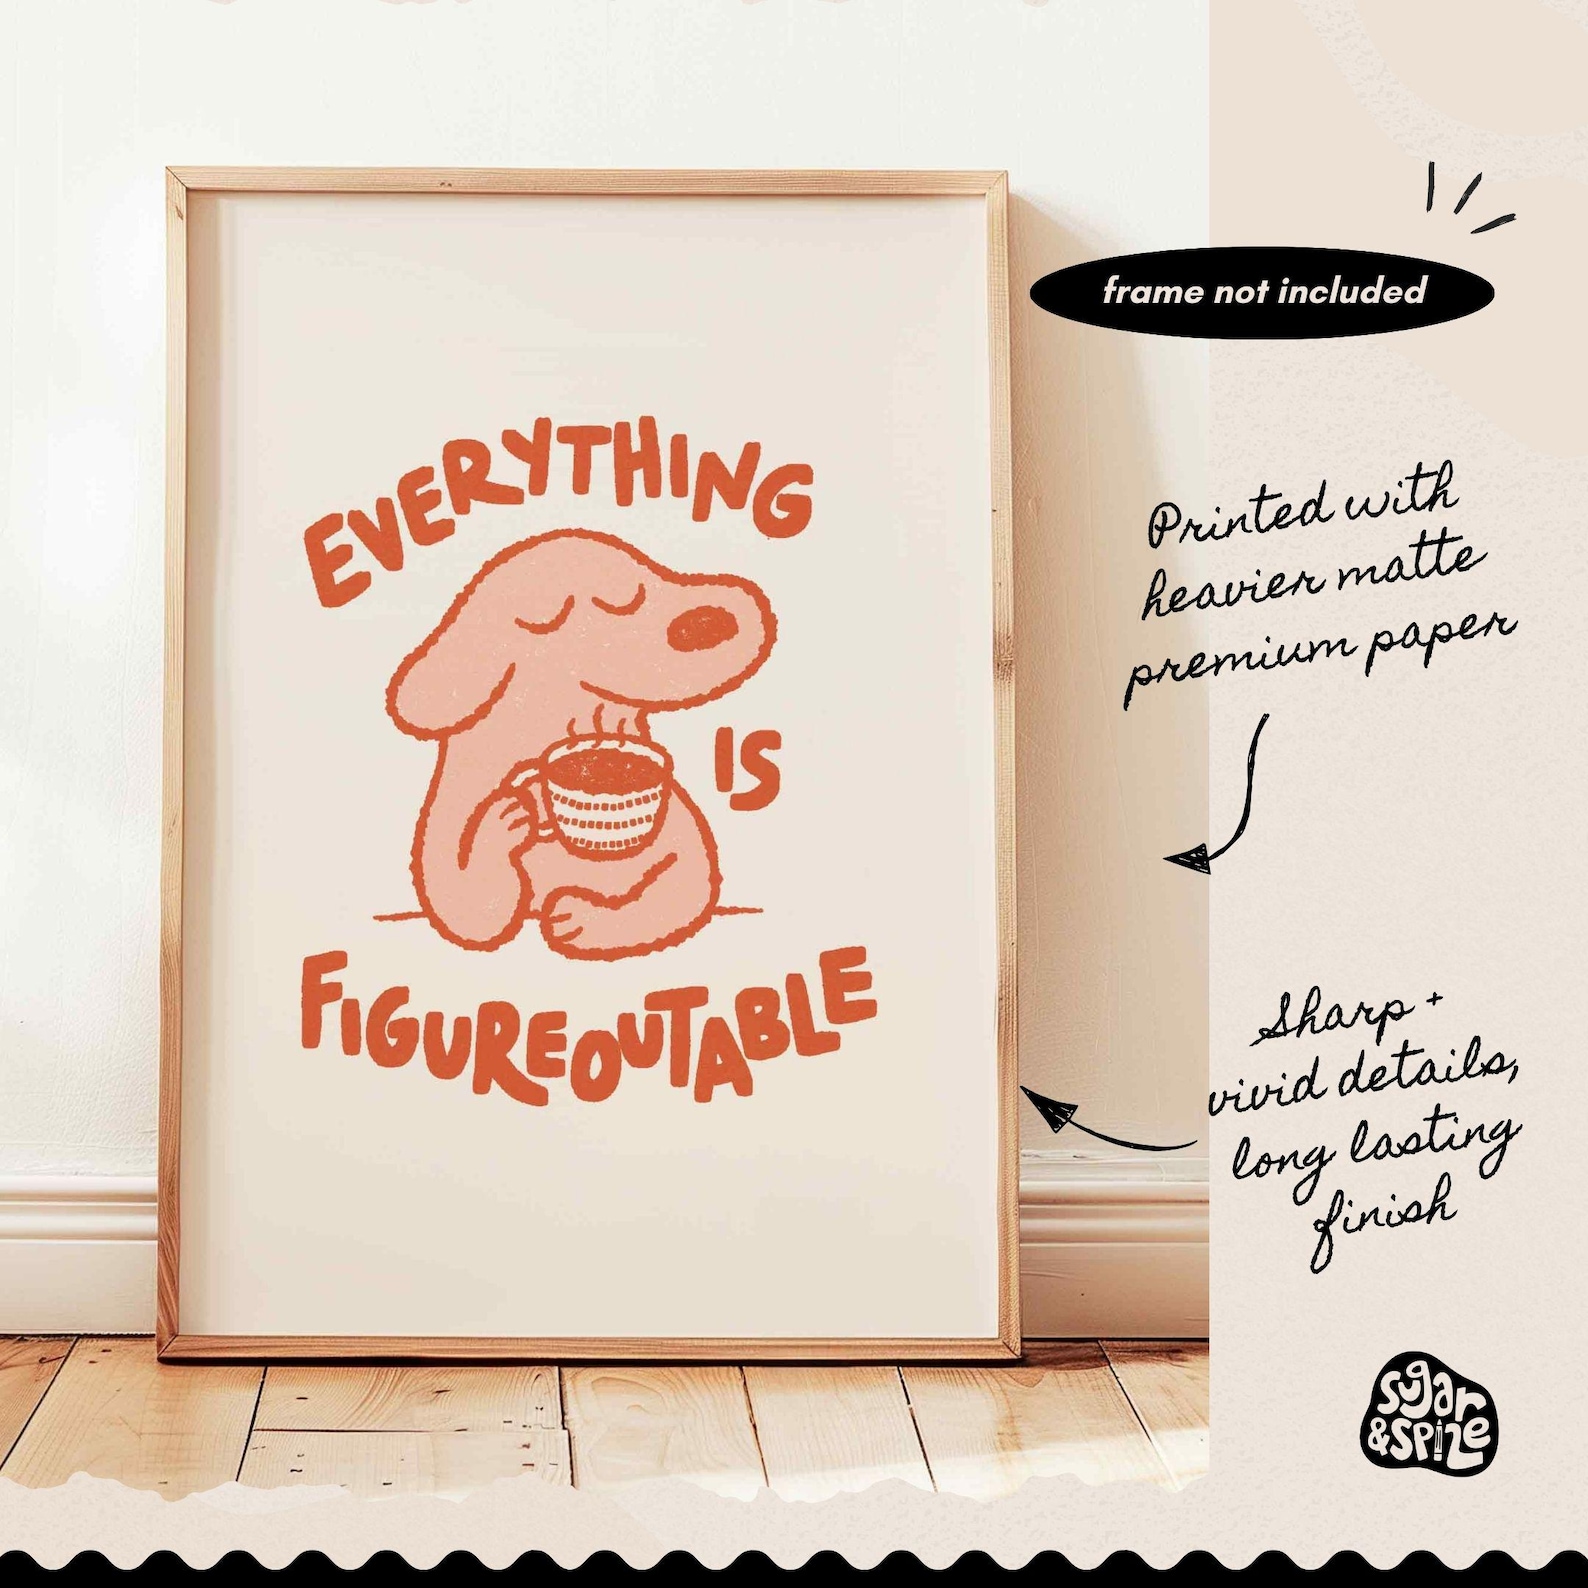 EVERYTHING
IS
FIGUREOUTABLE
frame not included
Printed with
heavier matte
premium paper
Sharp +
vivid details,
long lasting
finish
sugar
&SPIZE